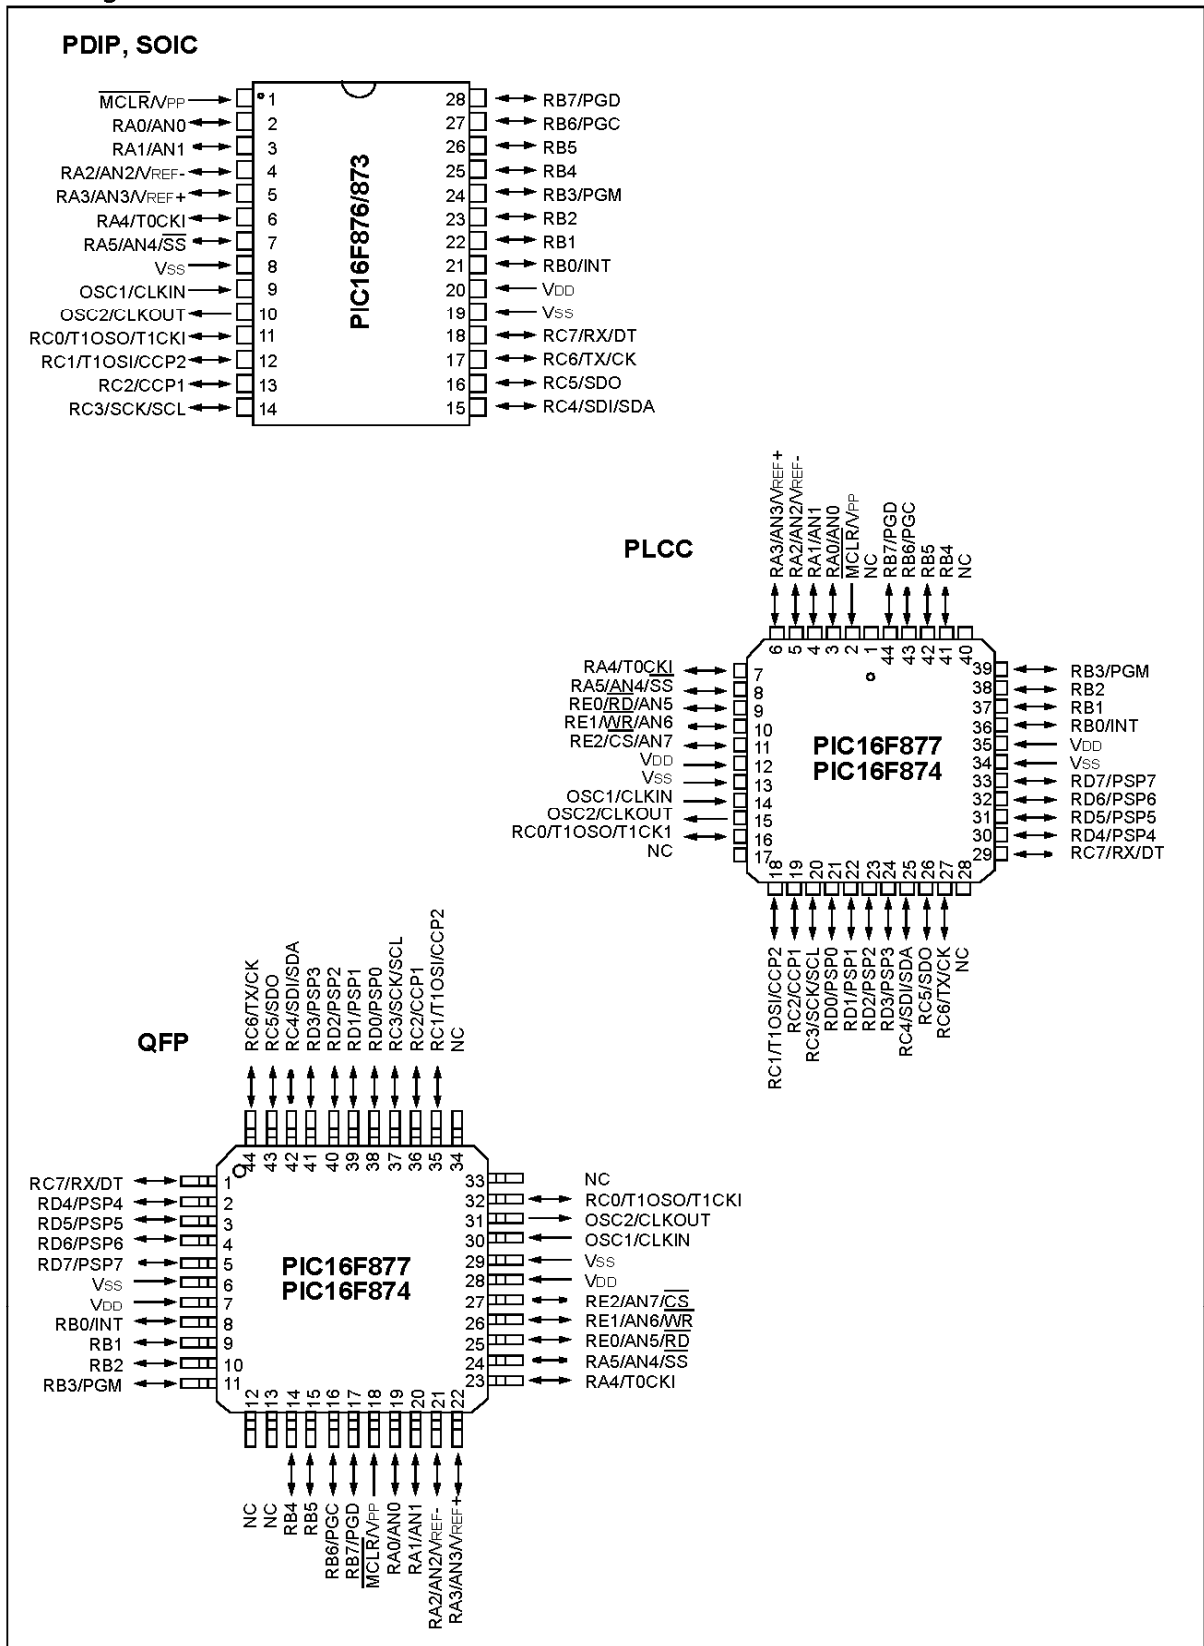 PDIP, SOIC
MCLR/VPP 1
RA0/AN0 2
RA1/AN1 3
RA2/AN2/VREF- 4
RA3/AN3/VREF+ 5
RA4/T0CKI 6
RA5/AN4/SS 7
VSS 8
OSC1/CLKIN 9
OSC2/CLKOUT 10
RC0/T1OSO/T1CKI 11
RC1/T1OSI/CCP2 12
RC2/CCP1 13
RC3/SCK/SCL 14
PIC16F876/873
28 RB7/PGD
27 RB6/PGC
26 RB5
25 RB4
24 RB3/PGM
23 RB2
22 RB1
21 RB0/INT
20 VDD
19 VSS
18 RC7/RX/DT
17 RC6/TX/CK
16 RC5/SDO
15 RC4/SDI/SDA
PLCC
RA3/AN3/VREF+ 6
RA2/AN2/VREF- 5
RA1/AN1 4
RA0/AN0 3
MCLR/VPP 2
NC 1
RB7/PGD 44
RB6/PGC 43
RB5 42
RB4 41
NC 40
RA4/T0CKI 7
RA5/AN4/SS 8
RE0/RD/AN5 9
RE1/WR/AN6 10
RE2/CS/AN7 11
VDD 12
VSS 13
OSC1/CLKIN 14
OSC2/CLKOUT 15
RC0/T1OSO/T1CK1 16
NC 17
PIC16F877
PIC16F874
39 RB3/PGM
38 RB2
37 RB1
36 RB0/INT
35 VDD
34 VSS
33 RD7/PSP7
32 RD6/PSP6
31 RD5/PSP5
30 RD4/PSP4
29 RC7/RX/DT
18 RC1/T1OSI/CCP2
19 RC2/CCP1
20 RC3/SCK/SCL
21 RD0/PSP0
22 RD1/PSP1
23 RD2/PSP2
24 RD3/PSP3
25 RC4/SDI/SDA
26 RC5/SDO
27 RC6/TX/CK
28 NC
QFP
RC6/TX/CK 44
RC5/SDO 43
RC4/SDI/SDA 42
RD3/PSP3 41
RD2/PSP2 40
RD1/PSP1 39
RD0/PSP0 38
RC3/SCK/SCL 37
RC2/CCP1 36
RC1/T1OSI/CCP2 35
NC 34
RC7/RX/DT 1
RD4/PSP4 2
RD5/PSP5 3
RD6/PSP6 4
RD7/PSP7 5
VSS 6
VDD 7
RB0/INT 8
RB1 9
RB2 10
RB3/PGM 11
PIC16F877
PIC16F874
33 NC
32 RC0/T1OSO/T1CKI
31 OSC2/CLKOUT
30 OSC1/CLKIN
29 VSS
28 VDD
27 RE2/AN7/CS
26 RE1/AN6/WR
25 RE0/AN5/RD
24 RA5/AN4/SS
23 RA4/T0CKI
12 NC
13 NC
14 RB4
15 RB5
16 RB6/PGC
17 RB7/PGD
18 MCLR/VPP
19 RA0/AN0
20 RA1/AN1
21 RA2/AN2/VREF-
22 RA3/AN3/VREF+